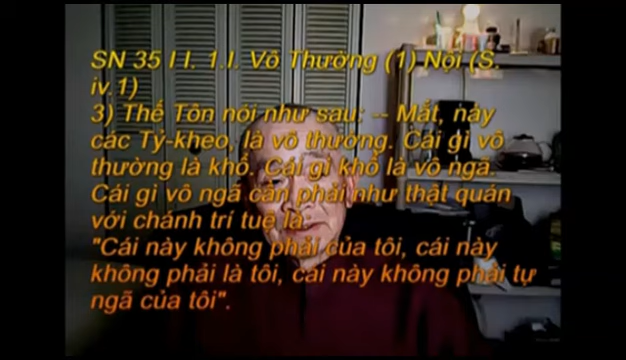 SN 35 I I. 1.I. Vô Thường (1) Nội (S.
iv.1)
3) Thế Tôn nói như sau: -- Mắt, này
các Tỷ-kheo, là vô thường. Cái gì vô
thường là khổ. Cái gì khổ là vô ngã.
Cái gì vô ngã cần phải như thật quán
với chánh trí tuệ là:
"Cái này không phải của tôi, cái này
không phải là tôi, cái này không phải tự
ngã của tôi".